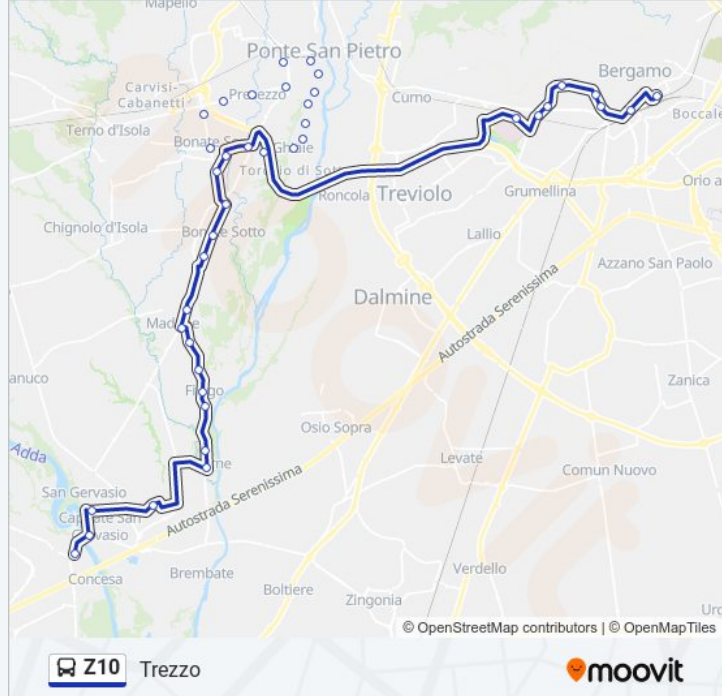 Mapello
Ponte San Pietro
Bergamo
Carvisi-
Cabanetti
Curno
Boccale
Terno d'Isola
Treviolo
Roncola
Grumellina
Orio a
Chignolo d'Isola
Lallio
Azzano San Paolo
Dalmine
Autostrada Serenissima
Zanica
Osio Sopra
Levate
Comun Nuovo
Adda
San Gervasio
Autostrada Serenissima
Concesa
Brembate
Boltiere
Verdello
Zingonia
© OpenStreetMap contributors | © OpenMapTiles
Z10 Trezzo
moovit